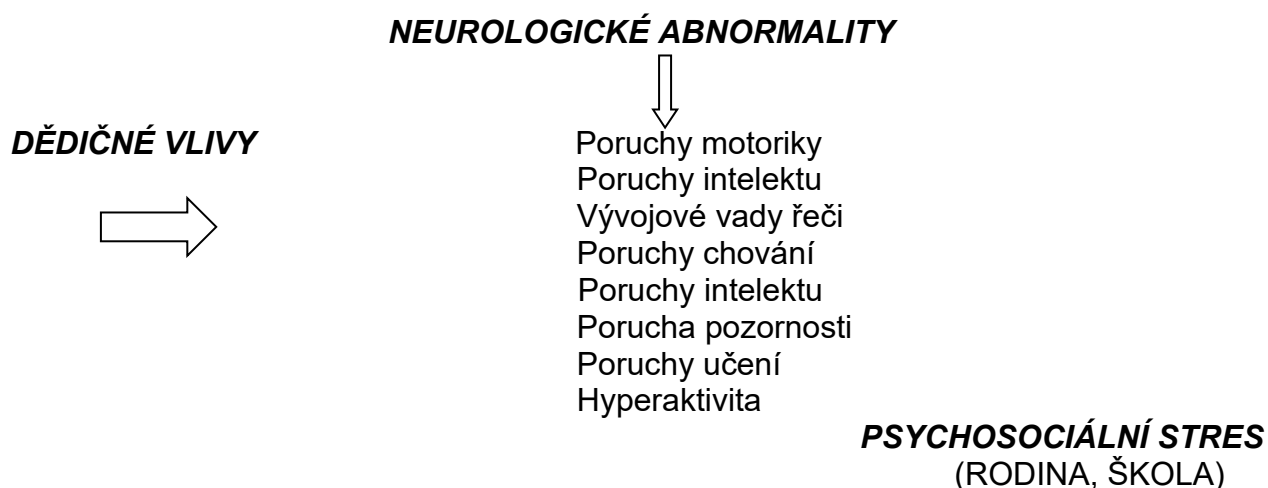 NEUROLOGICKÉ ABNORMALITY
DĚDIČNÉ VLIVY
Poruchy motoriky
Poruchy intelektu
Vývojové vady řeči
Poruchy chování
Poruchy intelektu
Porucha pozornosti
Poruchy učení
Hyperaktivita
PSYCHOSOCIÁLNÍ STRES
(RODINA, ŠKOLA)